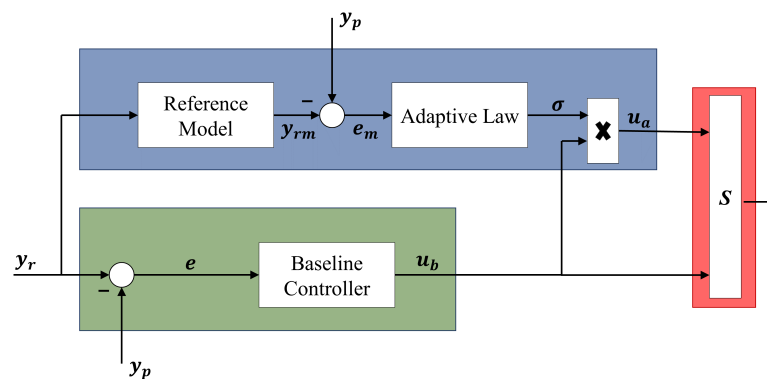 y_p
Reference
Model
− y_rm
e_m
Adaptive Law
σ
×
u_a
S
y_r
−
e
Baseline
Controller
u_b
y_p